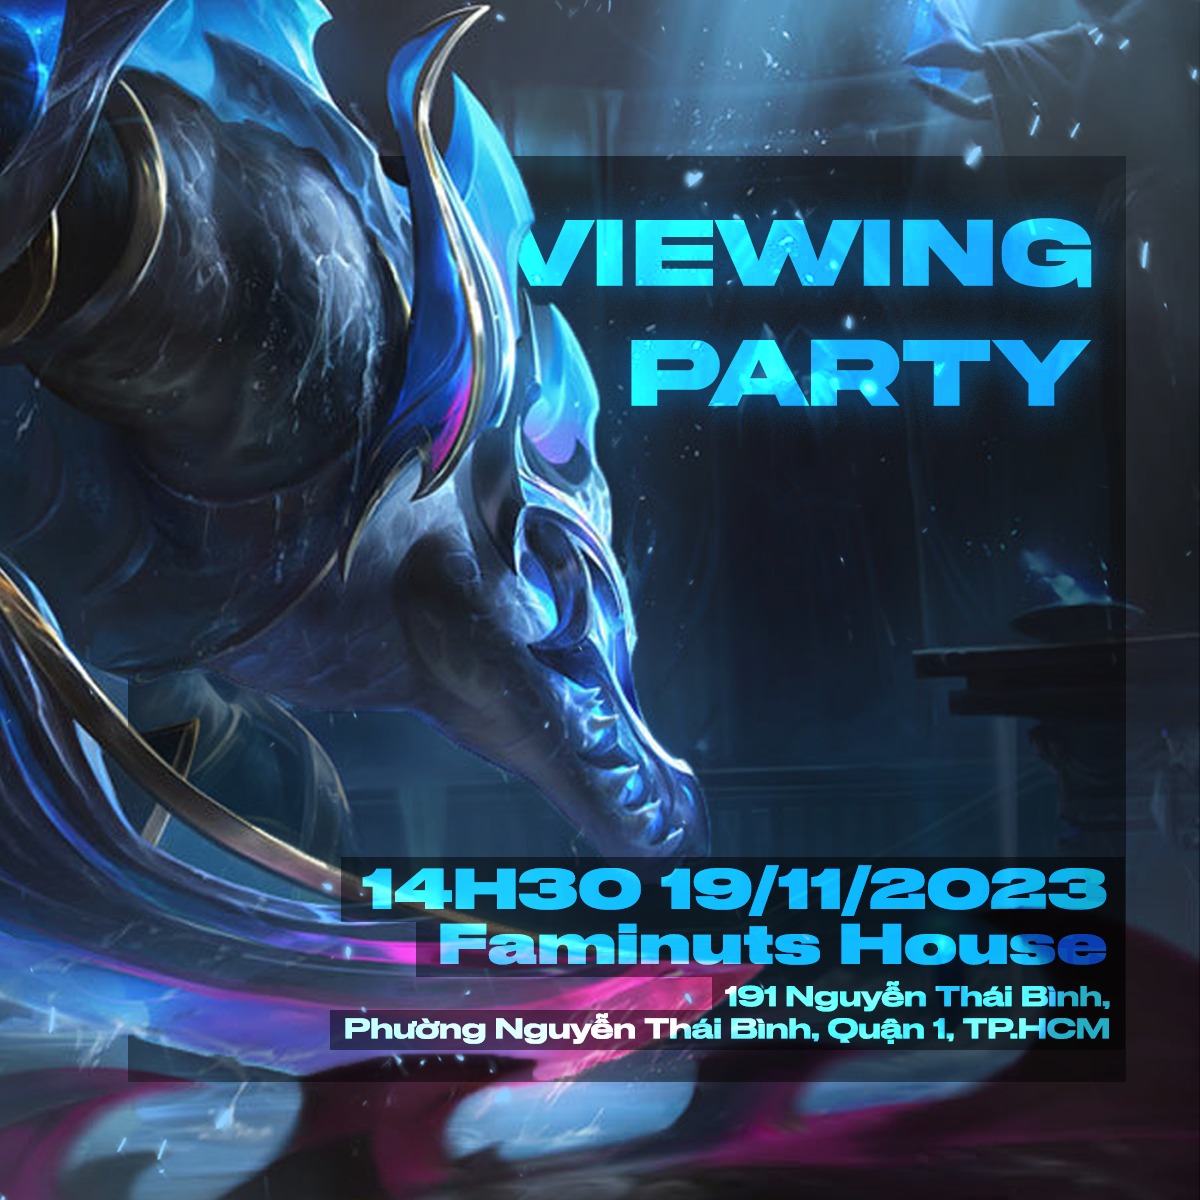 VIEWING
PARTY
14H30 19/11/2023
Faminuts House
191 Nguyễn Thái Bình,
Phường Nguyễn Thái Bình, Quận 1, TP.HCM